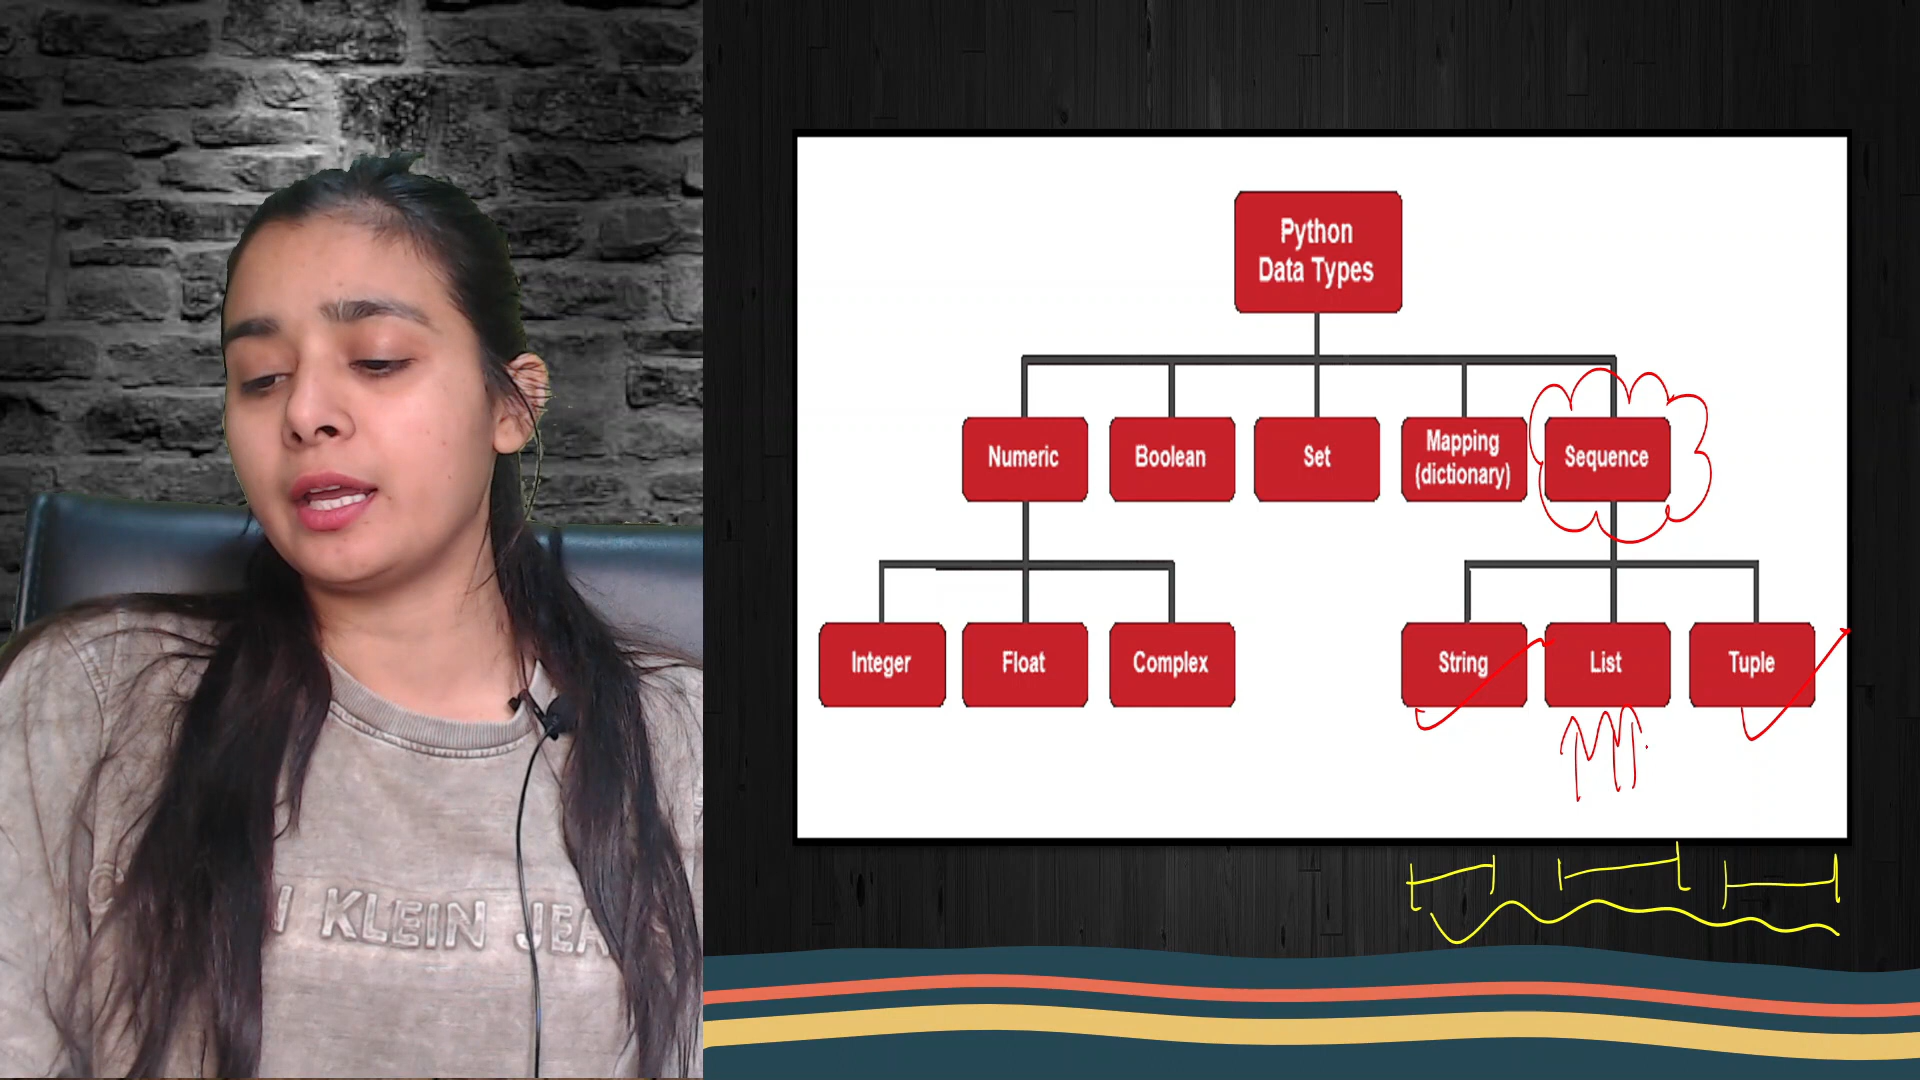 Python
Data Types
Numeric
Boolean
Set
Mapping
(dictionary)
Sequence
Integer
Float
Complex
String
List
Tuple
KLEIN JEA